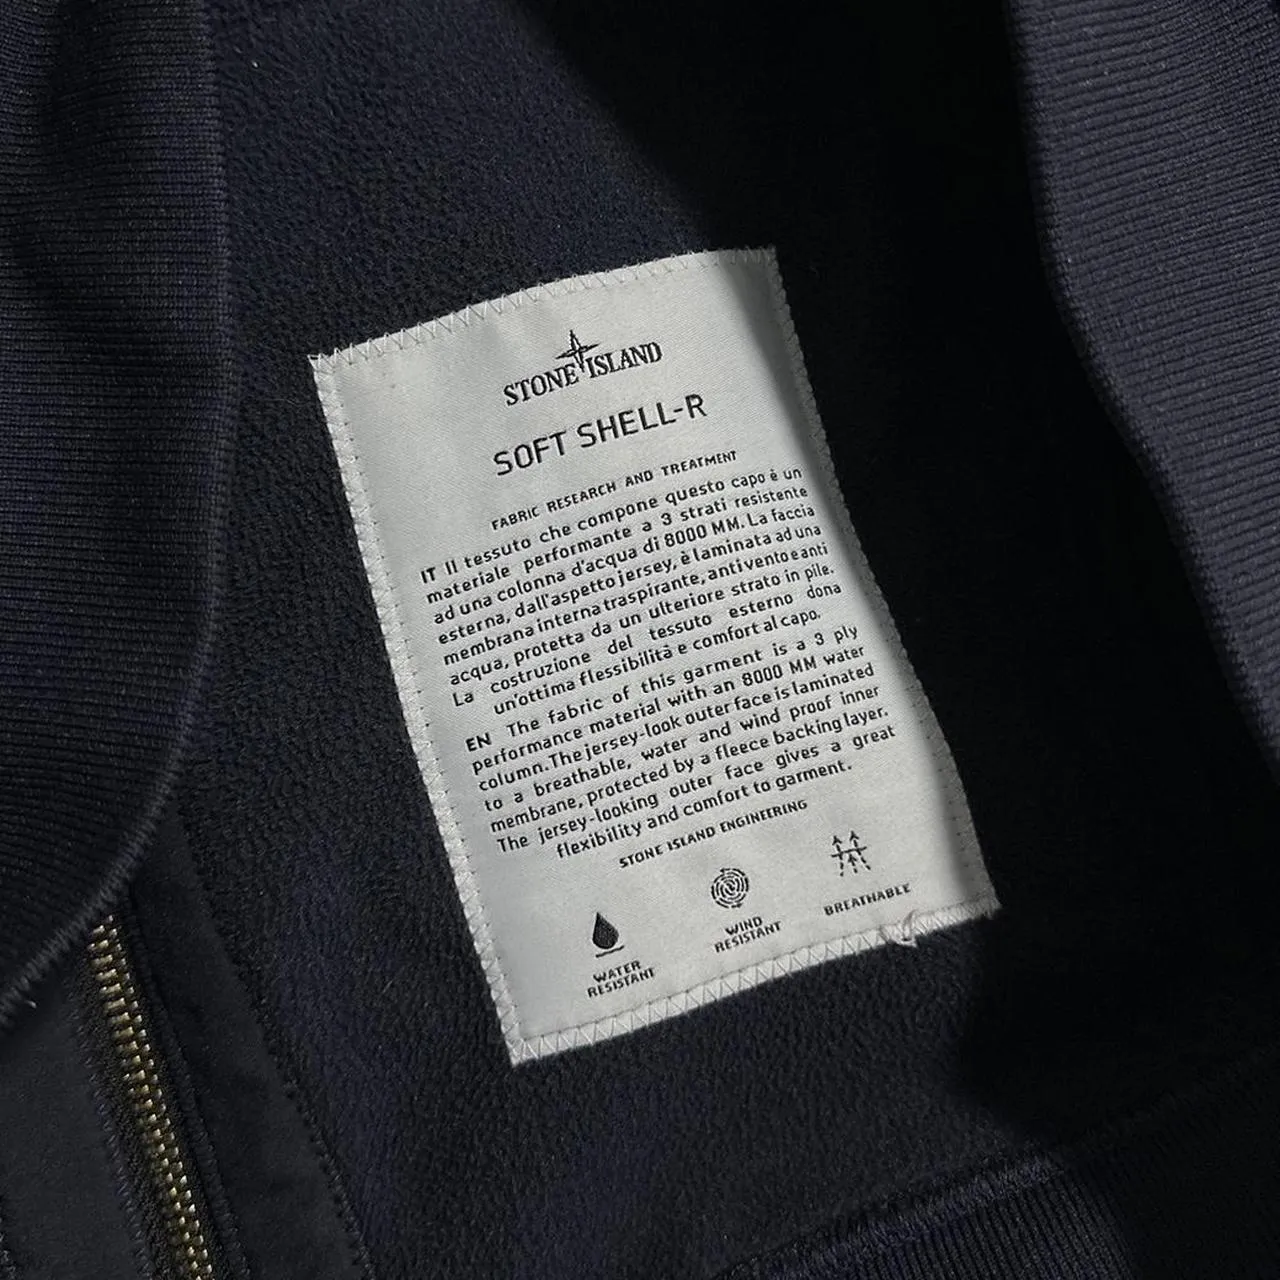 STONE ISLAND
SOFT SHELL-R
FABRIC RESEARCH AND TREATMENT
IT Il tessuto che compone questo capo è un
materiale performante a 3 strati resistente
ad una colonna d'acqua di 8000 MM. La faccia
esterna, dall'aspetto jersey, è laminata ad una
membrana interna traspirante, antivento e anti
acqua, protetta da un ulteriore strato in pile.
La costruzione del tessuto esterno dona
un'ottima flessibilità e comfort al capo.
EN The fabric of this garment is a 3 ply
performance material with an 8000 MM water
column. The jersey-look outer face is laminated
to a breathable, water and wind proof inner
membrane, protected by a fleece backing layer.
The jersey-looking outer face gives a great
flexibility and comfort to garment.
STONE ISLAND ENGINEERING
WATER
RESISTANT
WIND
RESISTANT
BREATHABLE